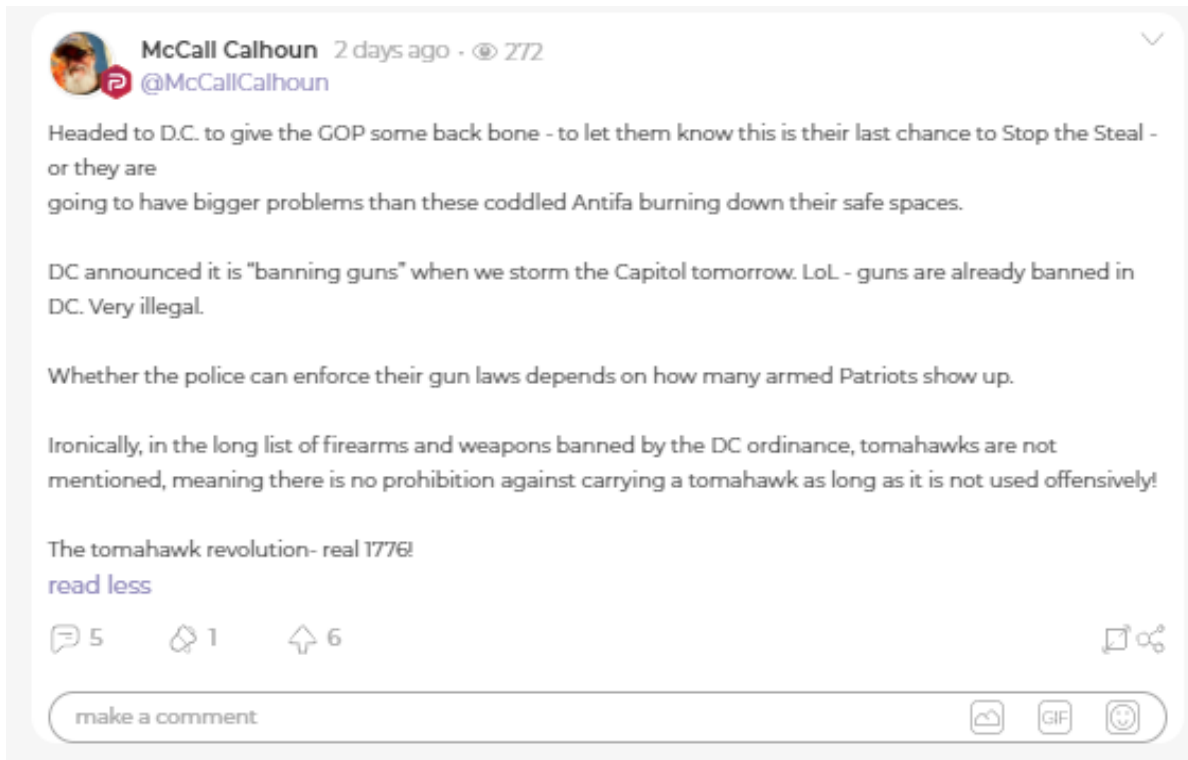 McCall Calhoun 2 days ago · 272
@McCallCalhoun
Headed to D.C. to give the GOP some back bone - to let them know this is their last chance to Stop the Steal -
or they are
going to have bigger problems than these coddled Antifa burning down their safe spaces.
DC announced it is “banning guns” when we storm the Capitol tomorrow. LoL - guns are already banned in
DC. Very illegal.
Whether the police can enforce their gun laws depends on how many armed Patriots show up.
Ironically, in the long list of firearms and weapons banned by the DC ordinance, tomahawks are not
mentioned, meaning there is no prohibition against carrying a tomahawk as long as it is not used offensively!
The tomahawk revolution- real 1776!
read less
5 1 6
make a comment GIF